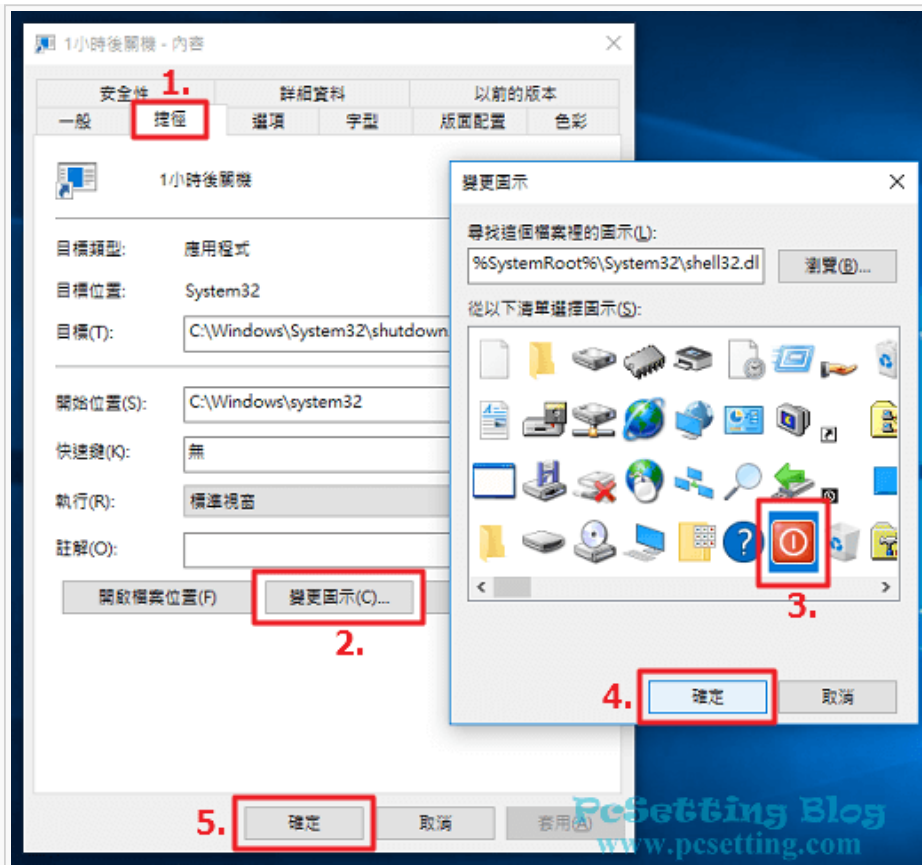 1小時後關機 - 內容
1.
安全性 詳細資料 以前的版本
一般 捷徑 選項 字型 版面配置 色彩
1小時後關機
目標類型: 應用程式
目標位置: System32
目標(T): C:\Windows\System32\shutdown.
開始位置(S): C:\Windows\system32
快速鍵(K): 無
執行(R): 標準視窗
註解(O):
開啟檔案位置(F) 變更圖示(C)...
2.
5. 確定 取消 套用(A)
變更圖示
尋找這個檔案裡的圖示(L):
%SystemRoot%\System32\shell32.dl 瀏覽(B)...
從以下清單選擇圖示(S):
3.
4. 確定 取消
PcSetting Blog
www.pcsetting.com